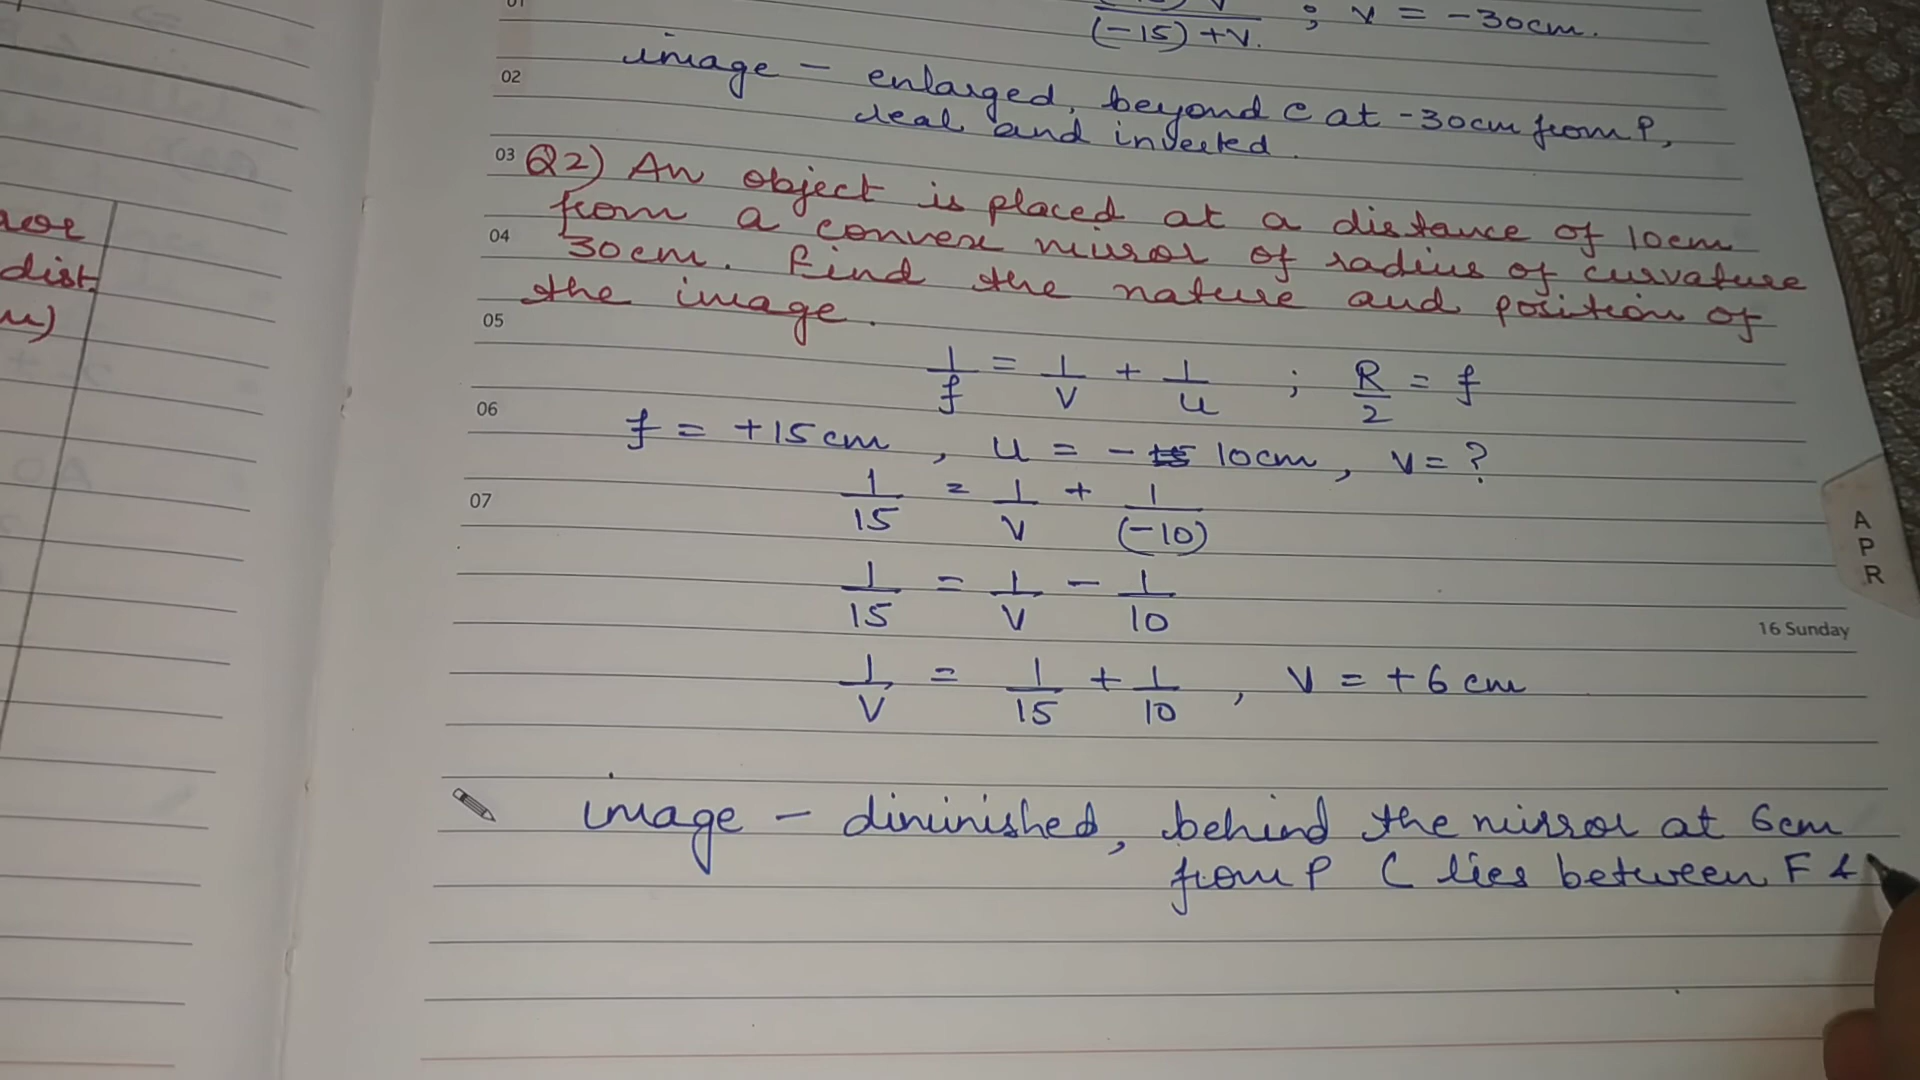 01
(-15)+V. ; V = -30cm.
02
image - enlarged, beyond C at -30cm from P,
real and inverted.
03
Q2) An object is placed at a distance of 10cm
from a convex mirror of radius of curvature
04
30cm. Find the nature and position of
the image.
05
1/f = 1/V + 1/u ; R/2 = f
06
f = +15cm, u = - 10cm, V = ?
07
1/15 = 1/V + 1/(-10)
1/15 = 1/V - 1/10
16 Sunday
1/V = 1/15 + 1/10, V = +6 cm
image - diminished, behind the mirror at 6cm
from P ( lies between F &
dist.
u)
APR